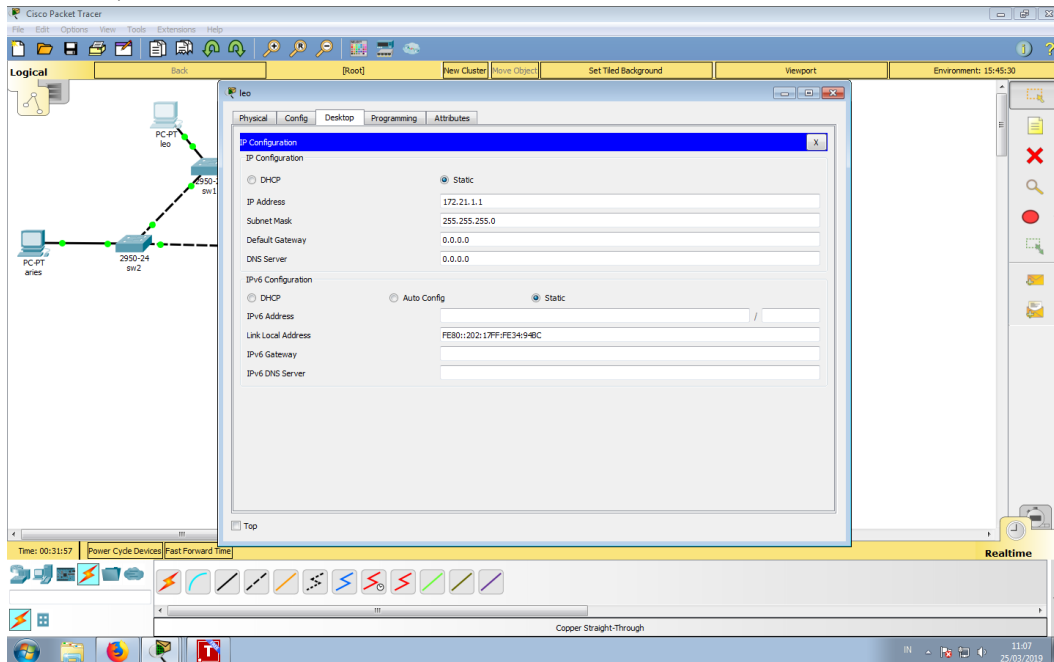 Cisco Packet Tracer
File Edit Options View Tools Extensions Help
Logical Back [Root] New Cluster Move Object Set Tiled Background Viewport Environment: 15:45:30
leo
Physical Config Desktop Programming Attributes
IP Configuration X
IP Configuration
DHCP Static
IP Address 172.21.1.1
Subnet Mask 255.255.255.0
Default Gateway 0.0.0.0
DNS Server 0.0.0.0
IPv6 Configuration
DHCP Auto Config Static
IPv6 Address /
Link Local Address FE80::202:17FF:FE34:94BC
IPv6 Gateway
IPv6 DNS Server
Top
PC-PT
leo
sw1
PC-PT
aries
2950-24
sw2
Time: 00:31:57 Power Cycle Devices Fast Forward Time Realtime
Copper Straight-Through
IN 11:07
25/03/2019